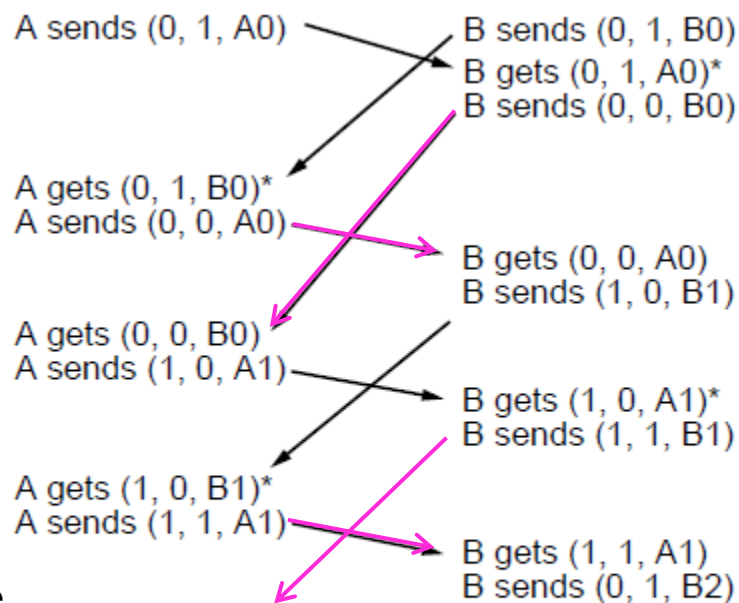 A sends (0, 1, A0)
B sends (0, 1, B0)
B gets (0, 1, A0)*
B sends (0, 0, B0)
A gets (0, 1, B0)*
A sends (0, 0, A0)
B gets (0, 0, A0)
B sends (1, 0, B1)
A gets (0, 0, B0)
A sends (1, 0, A1)
B gets (1, 0, A1)*
B sends (1, 1, B1)
A gets (1, 0, B1)*
A sends (1, 1, A1)
B gets (1, 1, A1)
B sends (0, 1, B2)